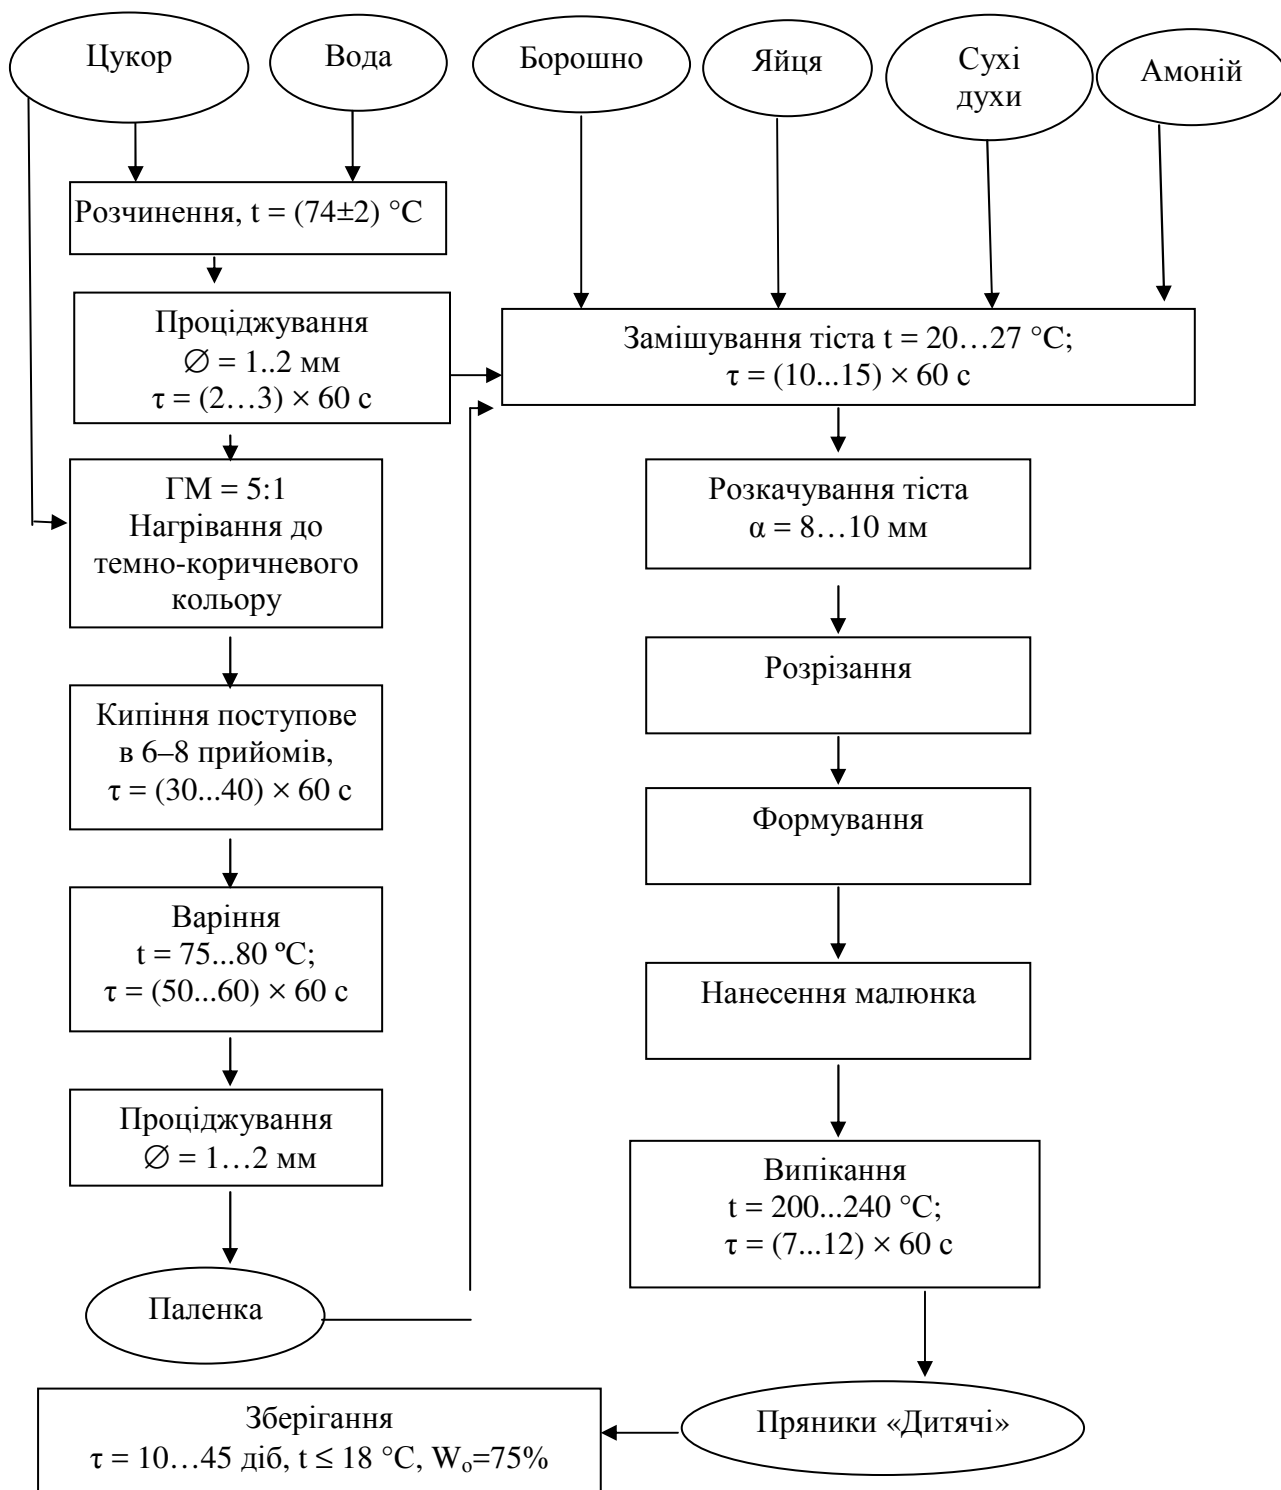 Цукор
Вода
Борошно
Яйця
Сухі
духи
Амоній
Розчинення, t = (74±2) °C
Проціджування
∅ = 1..2 мм
τ = (2…3) × 60 с
Замішування тіста t = 20…27 °C;
τ = (10...15) × 60 с
ГМ = 5:1
Нагрівання до
темно-коричневого
кольору
Розкачування тіста
α = 8…10 мм
Розрізання
Кипіння поступове
в 6–8 прийомів,
τ = (30...40) × 60 с
Формування
Варіння
t = 75...80 ºC;
τ = (50...60) × 60 с
Нанесення малюнка
Проціджування
∅ = 1…2 мм
Випікання
t = 200...240 °C;
τ = (7...12) × 60 с
Паленка
Пряники «Дитячі»
Зберігання
τ = 10…45 діб, t ≤ 18 °C, Wₒ=75%